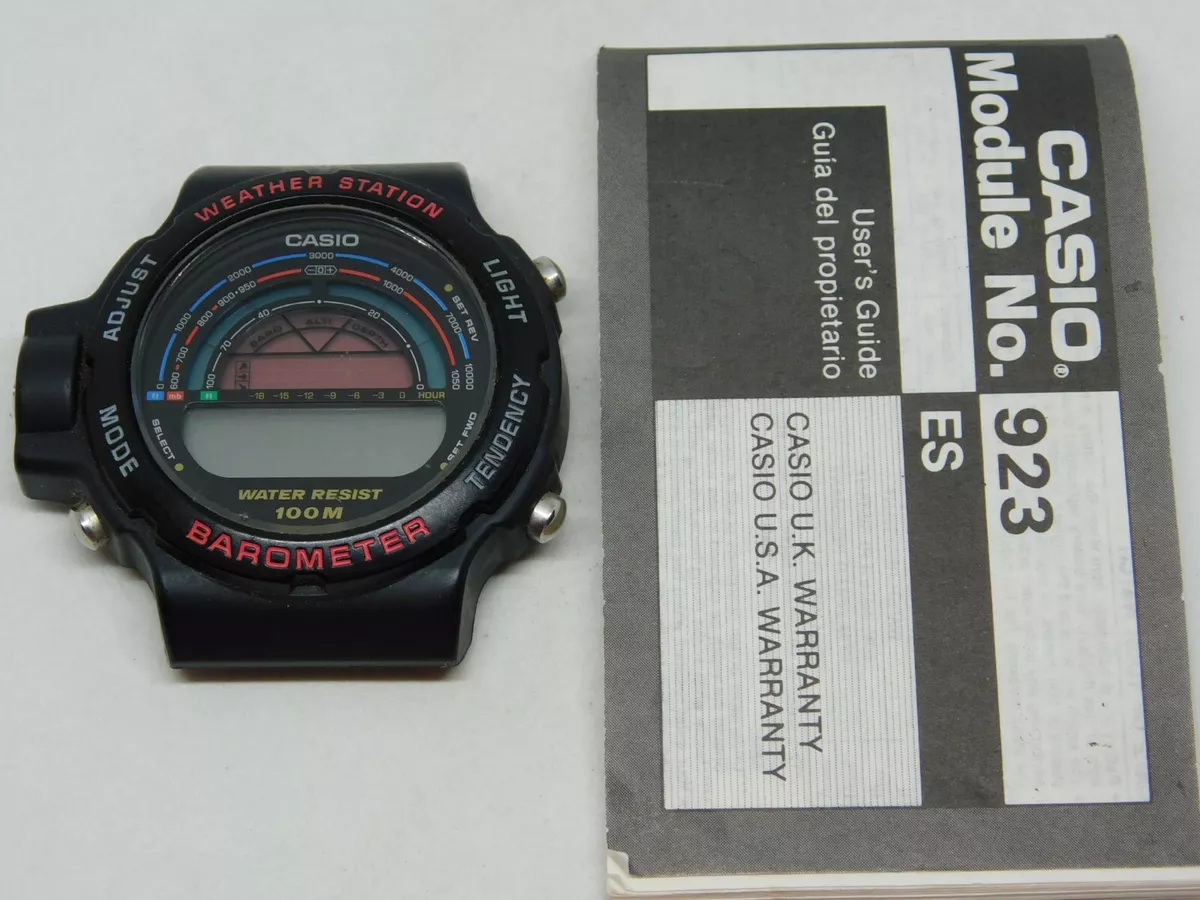 WEATHER STATION
CASIO
ADJUST
LIGHT
MODE
TENDENCY
3000
2000
4000
1000
7000
0
10000
-0+
900•950
1000
800
700
600
1050
SET REV
40
20
70
100
0
BARO
ALTI
DEPTH
ft
mb
ft
-18 -15 -12 -9 -6 -3 0 HOUR
SELECT
SET FWD
WATER RESIST
100M
BAROMETER
CASIO®
Module No. 923
ES
User's Guide
Guía del propietario
CASIO U.K. WARRANTY
CASIO U.S.A. WARRANTY